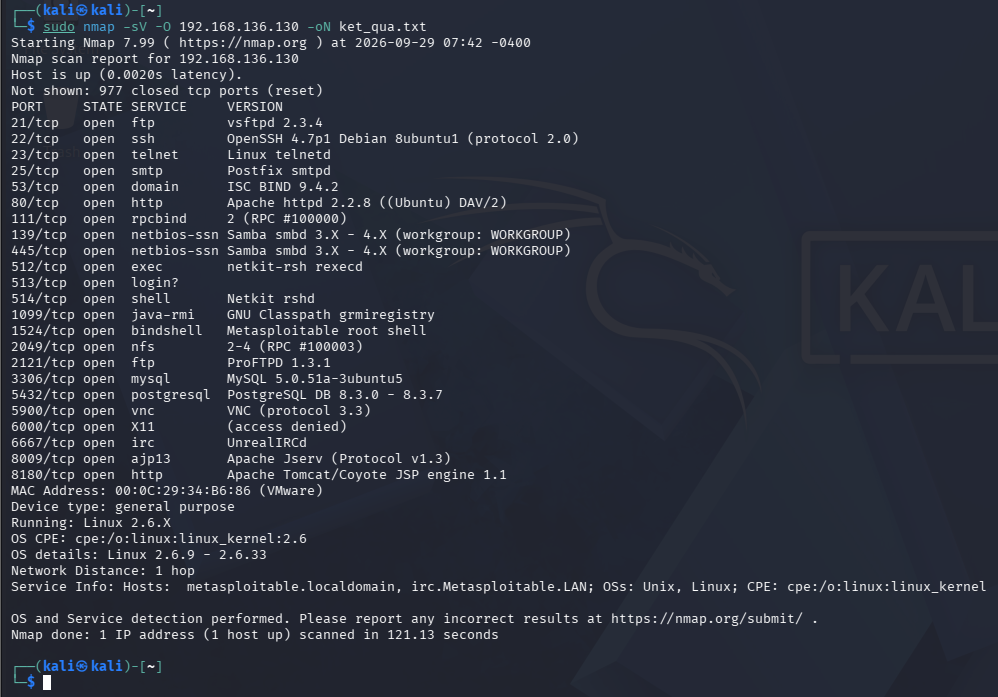 ┌──(kali㉿kali)-[~]
└─$ sudo nmap -sV -O 192.168.136.130 -oN ket_qua.txt
Starting Nmap 7.99 ( https://nmap.org ) at 2026-09-29 07:42 -0400
Nmap scan report for 192.168.136.130
Host is up (0.0020s latency).
Not shown: 977 closed tcp ports (reset)
PORT     STATE SERVICE     VERSION
21/tcp   open  ftp         vsftpd 2.3.4
22/tcp   open  ssh         OpenSSH 4.7p1 Debian 8ubuntu1 (protocol 2.0)
23/tcp   open  telnet      Linux telnetd
25/tcp   open  smtp        Postfix smtpd
53/tcp   open  domain      ISC BIND 9.4.2
80/tcp   open  http        Apache httpd 2.2.8 ((Ubuntu) DAV/2)
111/tcp  open  rpcbind     2 (RPC #100000)
139/tcp  open  netbios-ssn Samba smbd 3.X - 4.X (workgroup: WORKGROUP)
445/tcp  open  netbios-ssn Samba smbd 3.X - 4.X (workgroup: WORKGROUP)
512/tcp  open  exec        netkit-rsh rexecd
513/tcp  open  login?
514/tcp  open  shell       Netkit rshd
1099/tcp open  java-rmi    GNU Classpath grmiregistry
1524/tcp open  bindshell   Metasploitable root shell
2049/tcp open  nfs         2-4 (RPC #100003)
2121/tcp open  ftp         ProFTPD 1.3.1
3306/tcp open  mysql       MySQL 5.0.51a-3ubuntu5
5432/tcp open  postgresql  PostgreSQL DB 8.3.0 - 8.3.7
5900/tcp open  vnc         VNC (protocol 3.3)
6000/tcp open  X11         (access denied)
6667/tcp open  irc         UnrealIRCd
8009/tcp open  ajp13       Apache Jserv (Protocol v1.3)
8180/tcp open  http        Apache Tomcat/Coyote JSP engine 1.1
MAC Address: 00:0C:29:34:B6:86 (VMware)
Device type: general purpose
Running: Linux 2.6.X
OS CPE: cpe:/o:linux:linux_kernel:2.6
OS details: Linux 2.6.9 - 2.6.33
Network Distance: 1 hop
Service Info: Hosts:  metasploitable.localdomain, irc.Metasploitable.LAN; OSs: Unix, Linux; CPE: cpe:/o:linux:linux_kernel

OS and Service detection performed. Please report any incorrect results at https://nmap.org/submit/ .
Nmap done: 1 IP address (1 host up) scanned in 121.13 seconds

┌──(kali㉿kali)-[~]
└─$
KAL